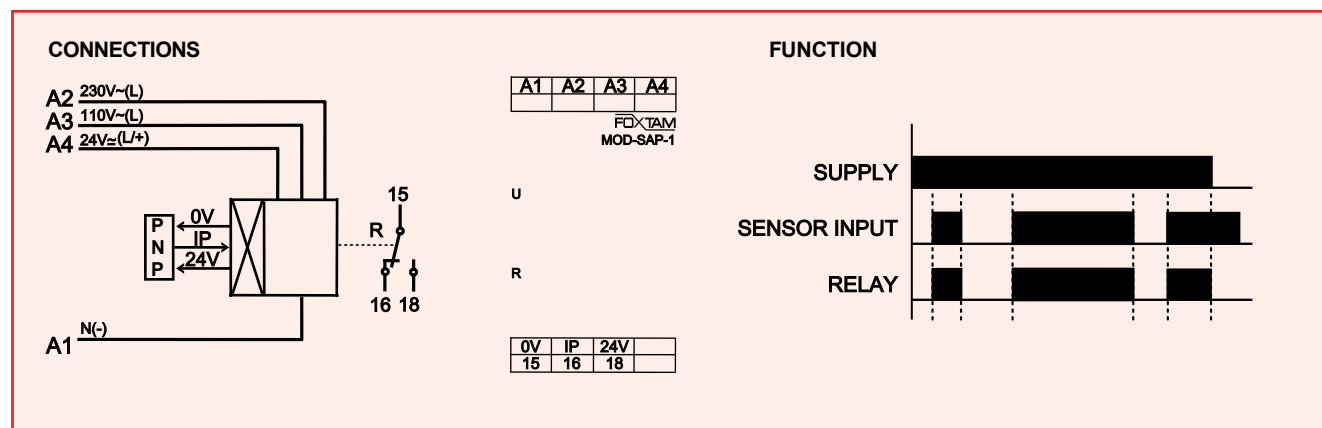 CONNECTIONS
A2 230V~(L)
A3 110V~(L)
A4 24V≃(L/+)
P
N
P
0V
IP
24V
A1 N(-)
R
15
16 18
A1 A2 A3 A4
FOXTAM
MOD-SAP-1
U
R
0V IP 24V
15 16 18
FUNCTION
SUPPLY
SENSOR INPUT
RELAY